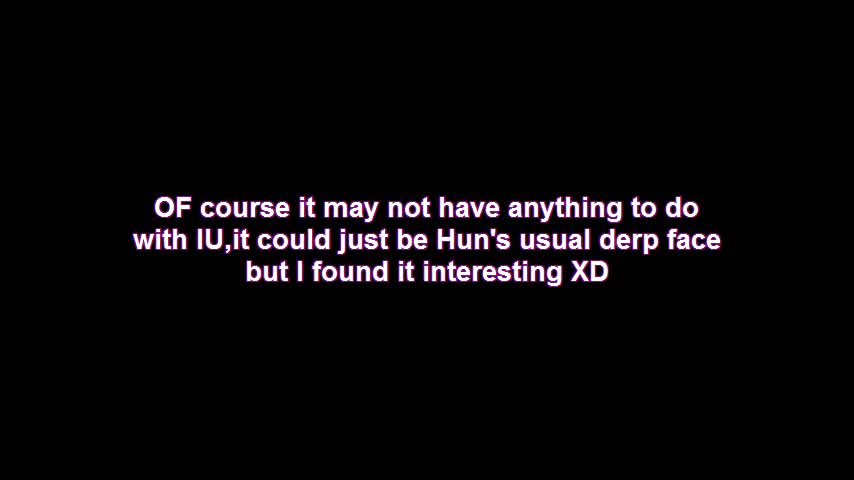 OF course it may not have anything to do
with IU,it could just be Hun's usual derp face
but I found it interesting XD